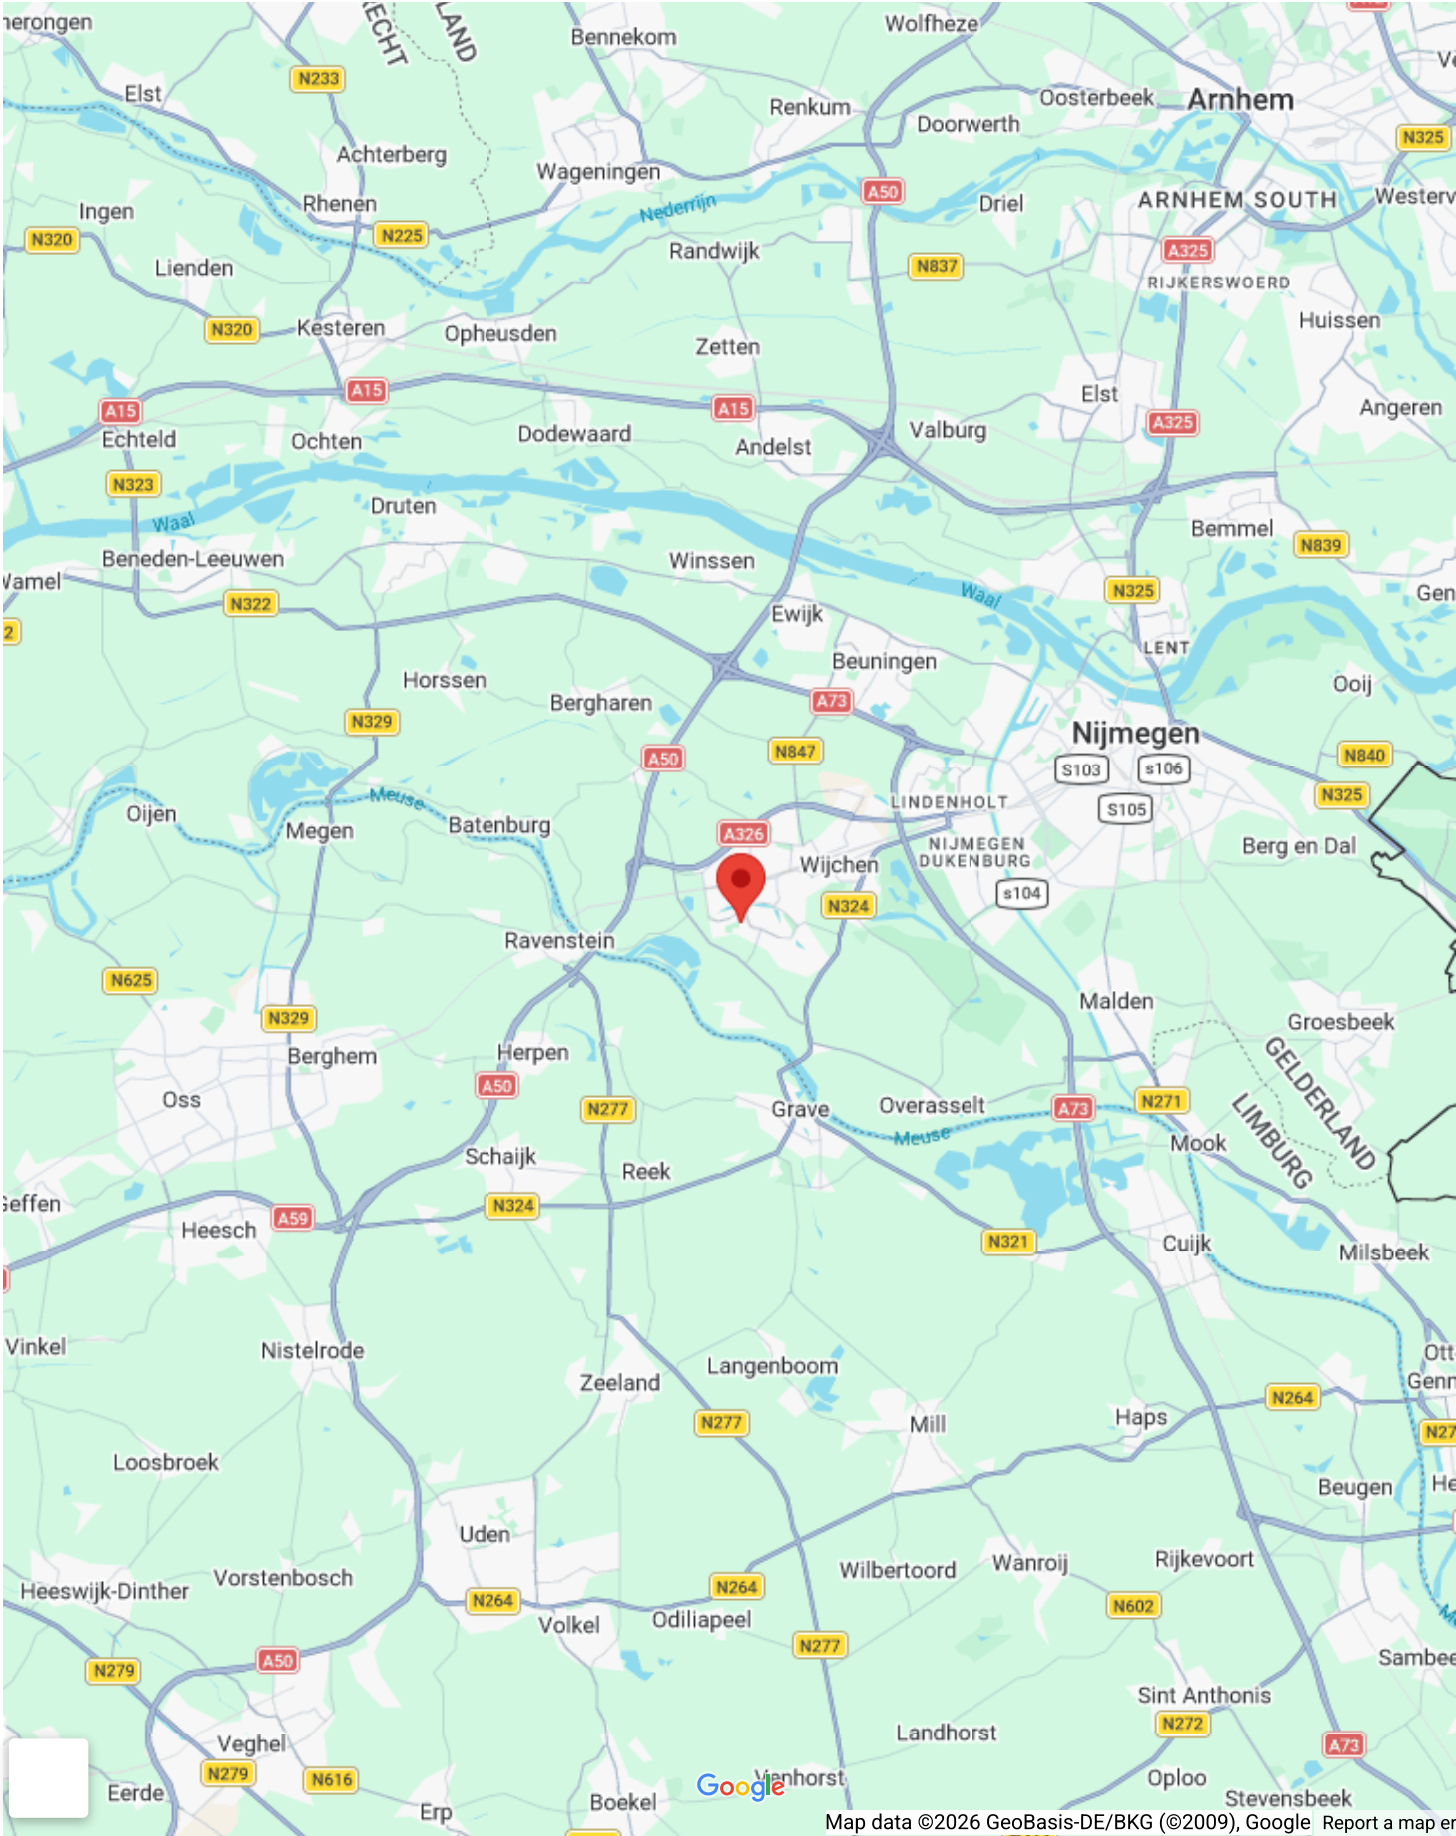 Wolfheze
Bennekom
N233
Elst
Renkum
Oosterbeek
Arnhem
Doorwerth
N325
Achterberg
Wageningen
A50
Rhenen
Nederrijn
Driel
ARNHEM SOUTH
Ingen
N320
N225
Randwijk
A325
Lienden
N837
RIJKERSWOERD
N320
Kesteren
Opheusden
Zetten
Huissen
A15
A15
A15
Elst
Angeren
Echteld
Ochten
Dodewaard
Andelst
Valburg
A325
N323
Waal
Druten
Bemmel
N839
Beneden-Leeuwen
Winssen
Waal
N325
N322
Ewijk
LENT
Beuningen
Horssen
Bergharen
A73
Ooij
N329
A50
N847
Nijmegen
S103
s106
N840
N325
Oijen
Megen
Meuse
Batenburg
A326
LINDENHOLT
S105
NIJMEGEN
DUKENBURG
Berg en Dal
Wijchen
s104
N324
Ravenstein
N625
N329
Malden
Groesbeek
Berghem
Herpen
GELDERLAND
LIMBURG
Oss
A50
N277
Grave
Overasselt
A73
N271
Meuse
Mook
Schaijk
Reek
N324
Heesch
A59
N321
Cuijk
Milsbeek
Vinkel
Nistelrode
Zeeland
Langenboom
N264
N277
Mill
Haps
Loosbroek
Beugen
Uden
Heeswijk-Dinther
Vorstenbosch
N264
N264
Wilbertoord
Wanroij
Rijkevoort
Volkel
Odiliapeel
N602
N277
A50
N279
Sint Anthonis
N272
Veghel
Landhorst
A73
N279
N616
Eerde
Erp
Boekel
Google
Venhorst
Oploo
Stevensbeek
Map data ©2026 GeoBasis-DE/BKG (©2009), Google
Report a map er